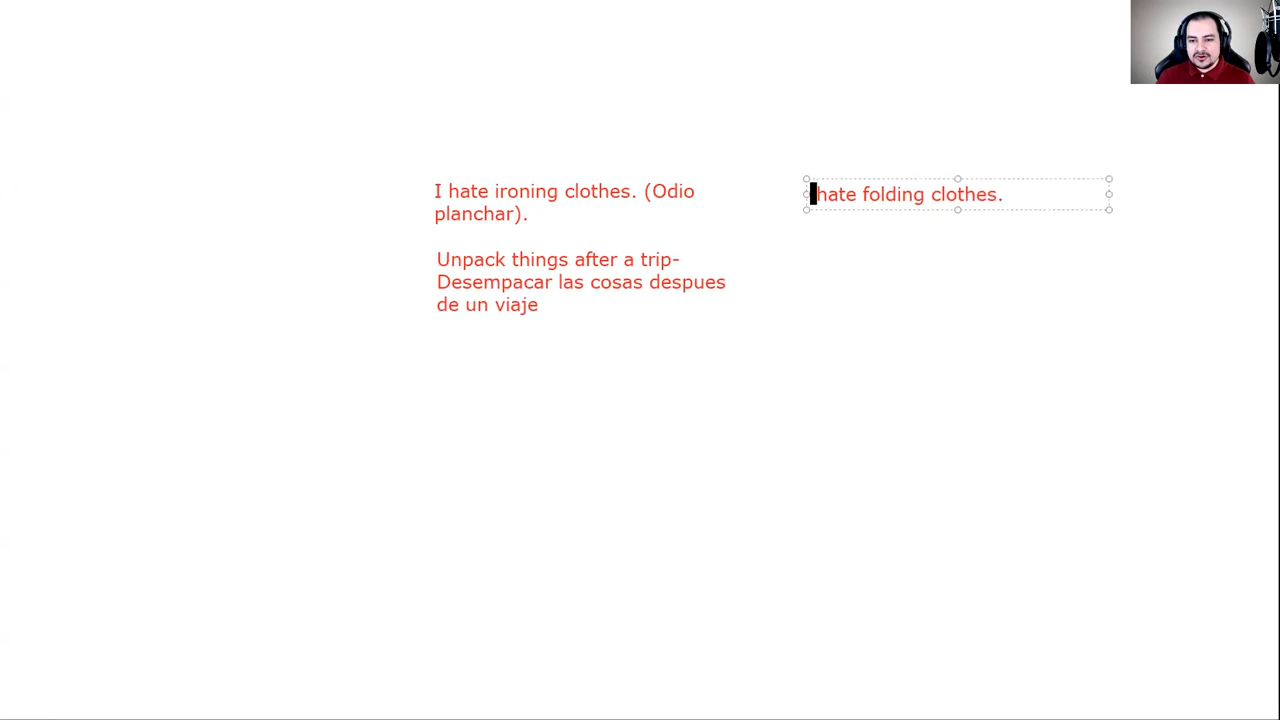 I hate ironing clothes. (Odio
planchar).
Unpack things after a trip-
Desempacar las cosas despues
de un viaje
hate folding clothes.